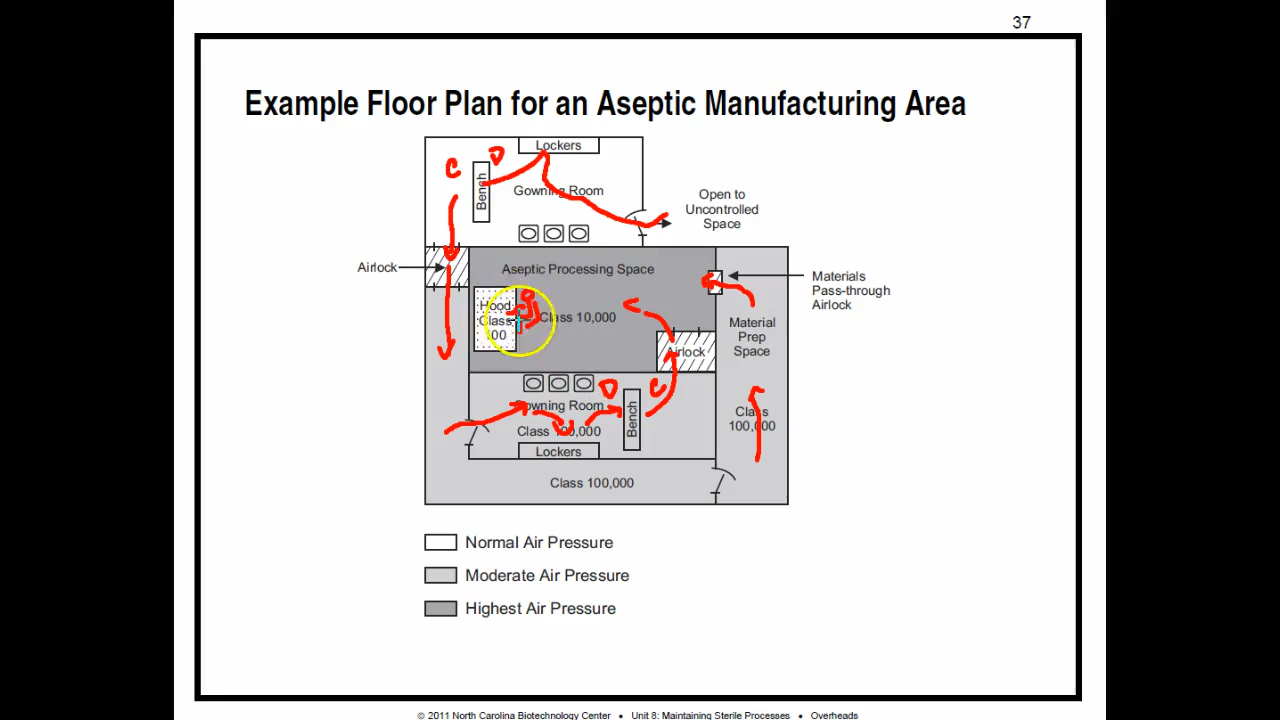 37
Example Floor Plan for an Aseptic Manufacturing Area
Lockers
C
D
Bench
Gowning Room
Open to
Uncontrolled
Space
Airlock
Aseptic Processing Space
Materials
Pass-through
Airlock
Hood
Class
100
Class 10,000
Material
Prep
Space
Airlock
D
C
Gowning Room
Class 100,000
Bench
Class
100,000
Lockers
Class 100,000
Normal Air Pressure
Moderate Air Pressure
Highest Air Pressure
© 2011 North Carolina Biotechnology Center • Unit 8: Maintaining Sterile Processes • Overheads